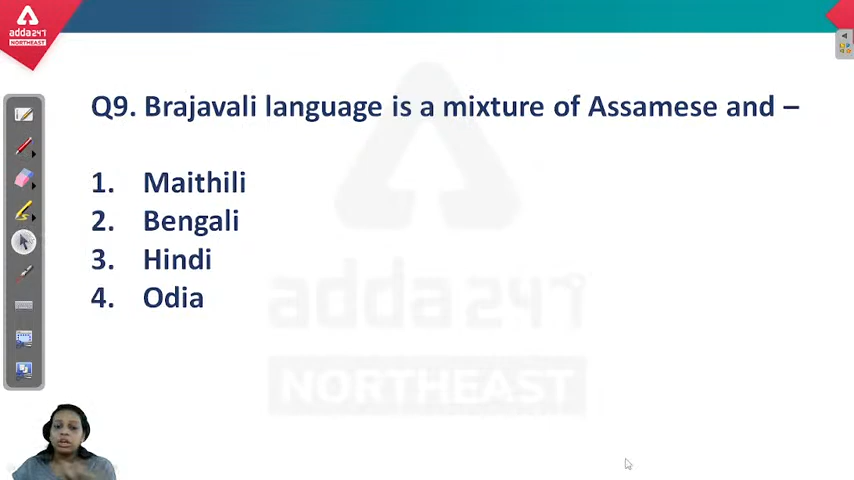 adda247
NORTHEAST
Q9. Brajavali language is a mixture of Assamese and –
1. Maithili
2. Bengali
3. Hindi
4. Odia
adda247
NORTHEAST